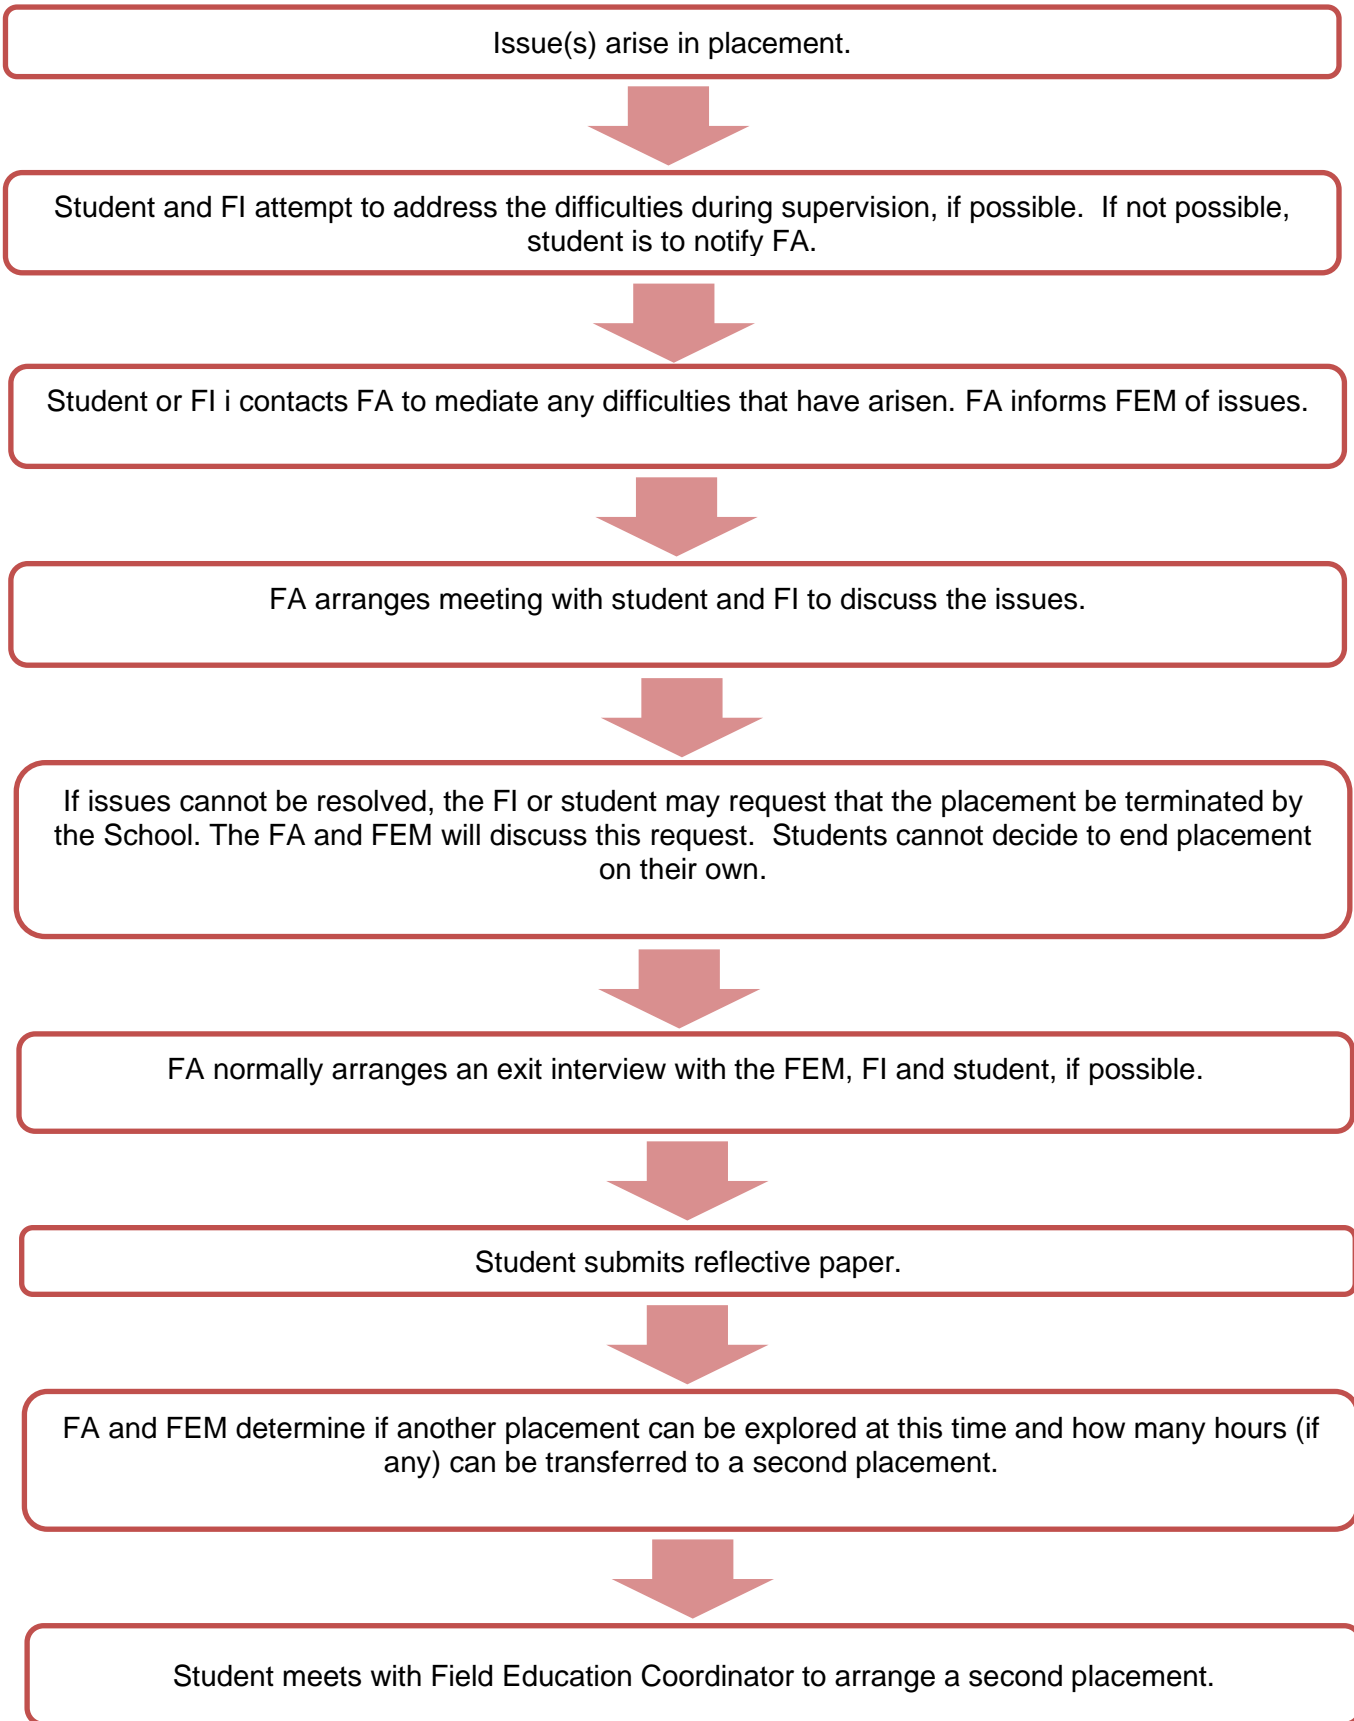 Issue(s) arise in placement.
Student and FI attempt to address the difficulties during supervision, if possible.  If not possible,
student is to notify FA.
Student or FI i contacts FA to mediate any difficulties that have arisen. FA informs FEM of issues.
FA arranges meeting with student and FI to discuss the issues.
If issues cannot be resolved, the FI or student may request that the placement be terminated by
the School. The FA and FEM will discuss this request.  Students cannot decide to end placement
on their own.
FA normally arranges an exit interview with the FEM, FI and student, if possible.
Student submits reflective paper.
FA and FEM determine if another placement can be explored at this time and how many hours (if
any) can be transferred to a second placement.
Student meets with Field Education Coordinator to arrange a second placement.